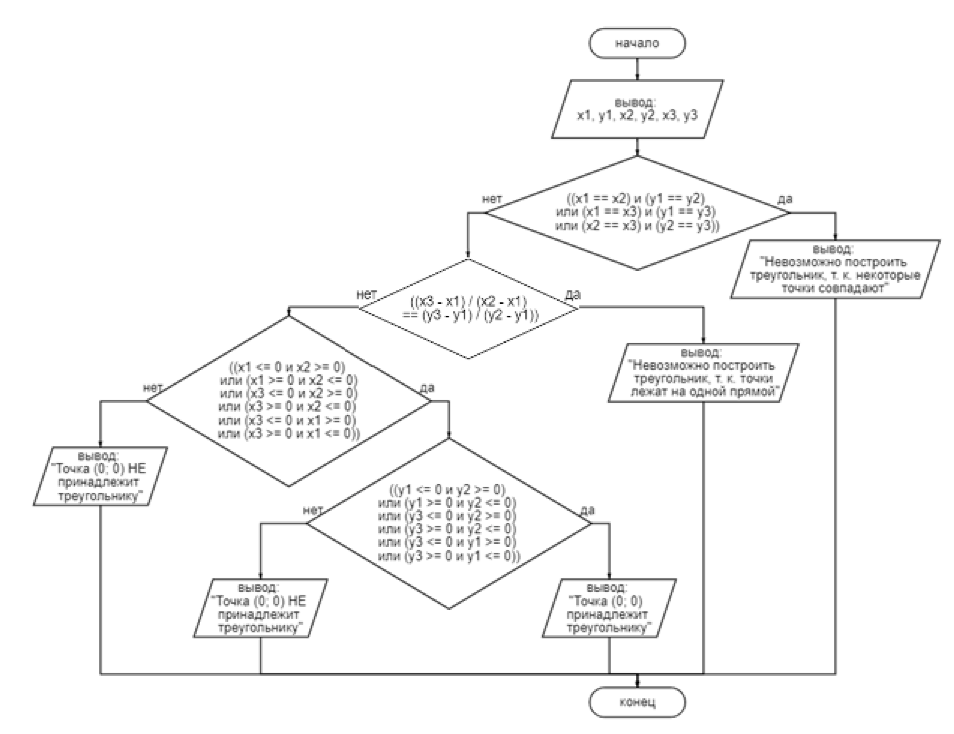 начало
вывод:
x1, y1, x2, y2, x3, y3
нет
да
((x1 == x2) и (y1 == y2)
или (x1 == x3) и (y1 == y3)
или (x2 == x3) и (y2 == y3))
вывод:
"Невозможно построить
треугольник, т. к. некоторые
точки совпадают"
нет
да
((x3 - x1) / (x2 - x1)
== (y3 - y1) / (y2 - y1))
вывод:
"Невозможно построить
треугольник, т. к. точки
лежат на одной прямой"
нет
да
((x1 <= 0 и x2 >= 0)
или (x1 >= 0 и x2 <= 0)
или (x3 <= 0 и x2 >= 0)
или (x3 >= 0 и x2 <= 0)
или (x3 <= 0 и x1 >= 0)
или (x3 >= 0 и x1 <= 0))
вывод:
"Точка (0; 0) НЕ
принадлежит
треугольнику"
нет
да
((y1 <= 0 и y2 >= 0)
или (y1 >= 0 и y2 <= 0)
или (y3 <= 0 и y2 >= 0)
или (y3 >= 0 и y2 <= 0)
или (y3 <= 0 и y1 >= 0)
или (y3 >= 0 и y1 <= 0))
вывод:
"Точка (0; 0) НЕ
принадлежит
треугольнику"
вывод:
"Точка (0; 0)
принадлежит
треугольнику"
конец